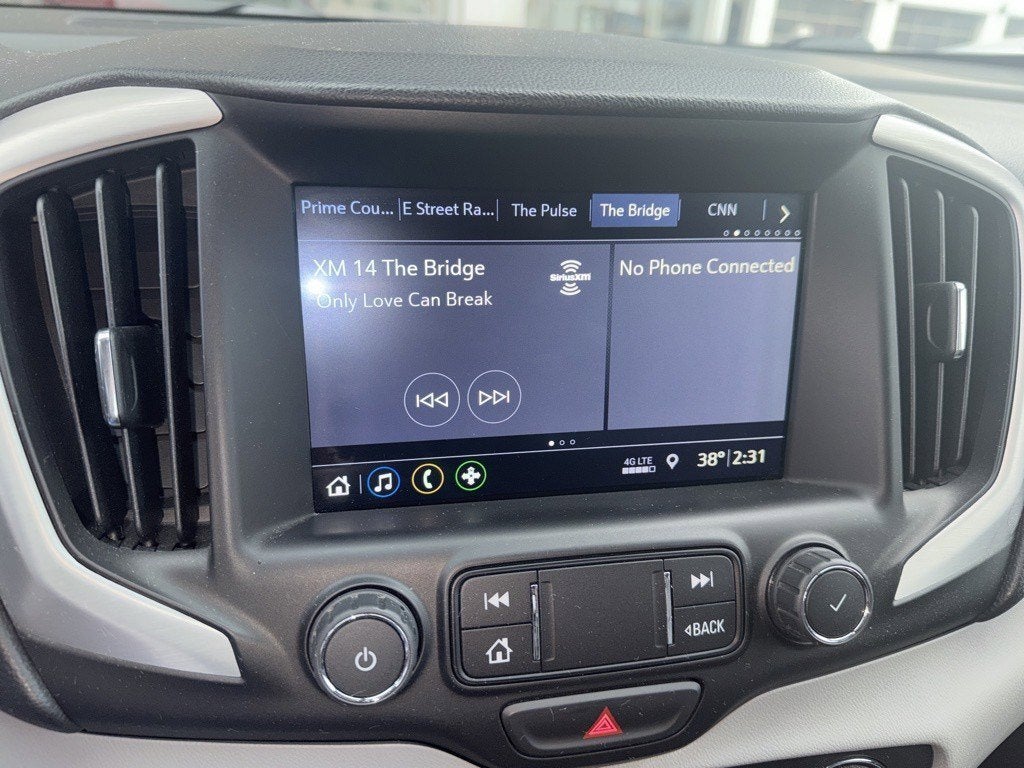 Prime Cou... E Street Ra... The Pulse The Bridge CNN
XM 14 The Bridge
SiriusXM
No Phone Connected
Only Love Can Break
4G LTE
38° 2:31
BACK